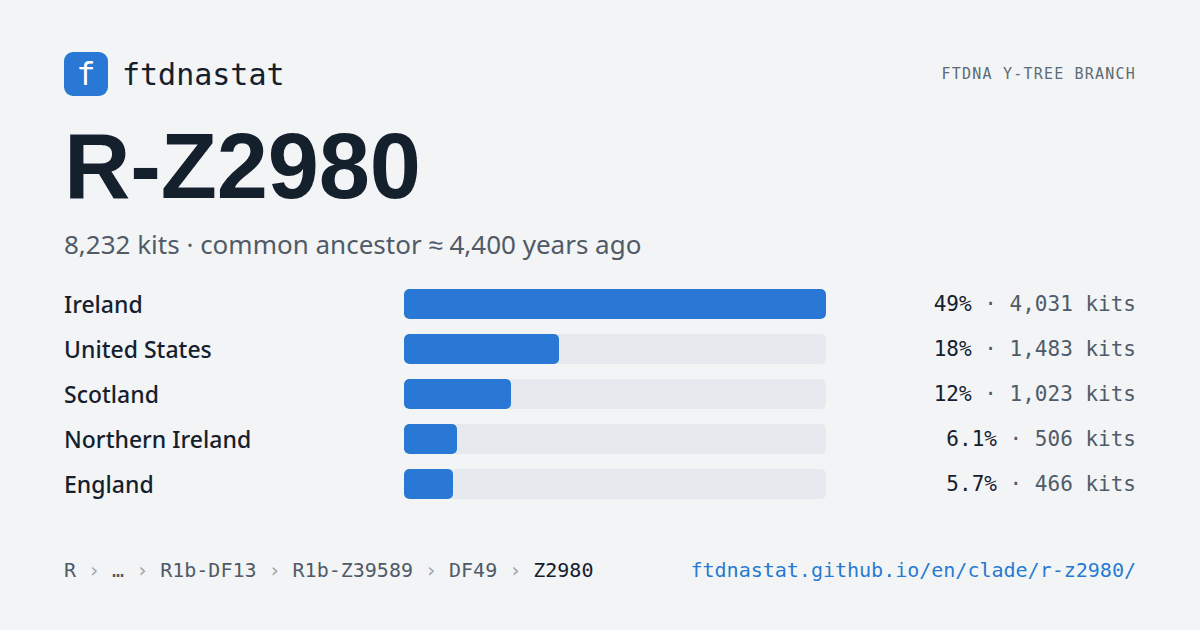 f ftdnastat
FTDNA Y-TREE BRANCH
R-Z2980
8,232 kits · common ancestor ≈ 4,400 years ago
Ireland 49% · 4,031 kits
United States 18% · 1,483 kits
Scotland 12% · 1,023 kits
Northern Ireland 6.1% · 506 kits
England 5.7% · 466 kits
R › … › R1b-DF13 › R1b-Z39589 › DF49 › Z2980
ftdnastat.github.io/en/clade/r-z2980/